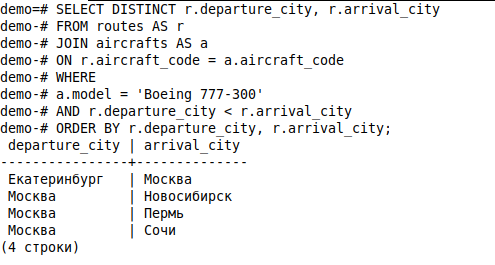 demo=# SELECT DISTINCT r.departure_city, r.arrival_city
demo-# FROM routes AS r
demo-# JOIN aircrafts AS a
demo-# ON r.aircraft_code = a.aircraft_code
demo-# WHERE
demo-# a.model = 'Boeing 777-300'
demo-# AND r.departure_city < r.arrival_city
demo-# ORDER BY r.departure_city, r.arrival_city;
 departure_city | arrival_city
----------------+--------------
 Екатеринбург   | Москва
 Москва         | Новосибирск
 Москва         | Пермь
 Москва         | Сочи
(4 строки)